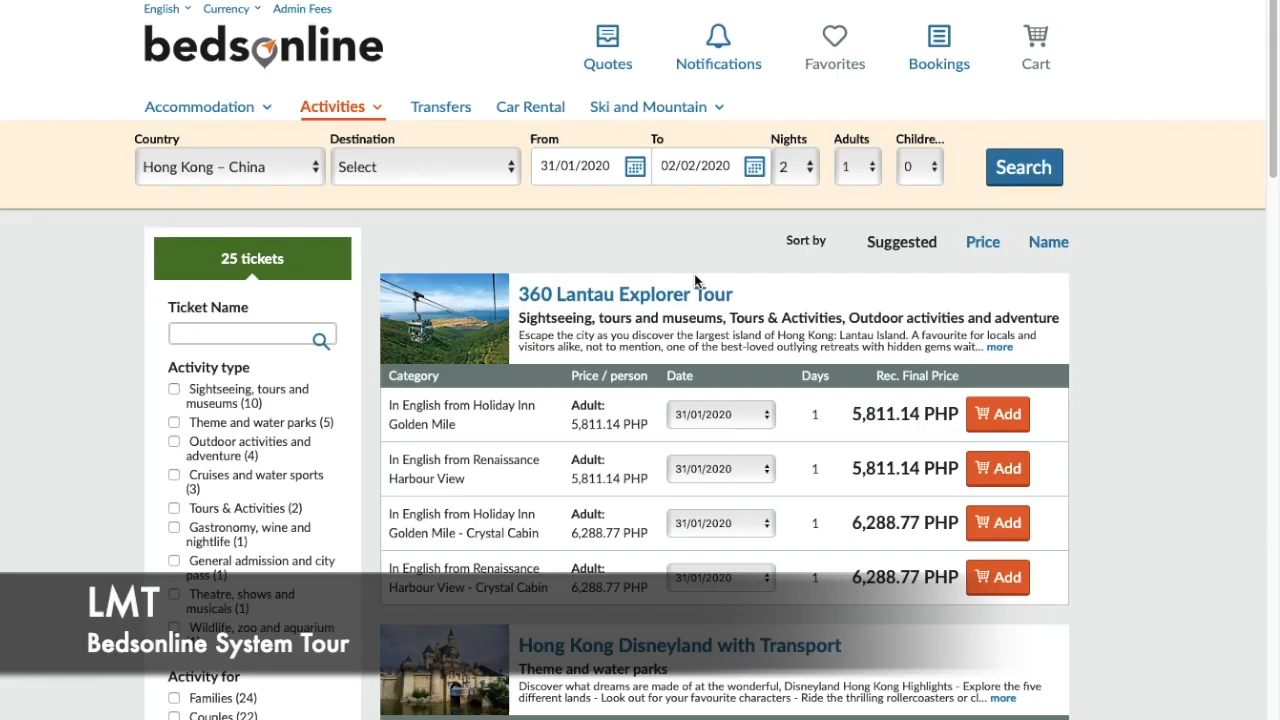 English
Currency
Admin Fees
bedsonline
Quotes
Notifications
Favorites
Bookings
Cart
Accommodation
Activities
Transfers
Car Rental
Ski and Mountain
Country
Destination
From
To
Nights
Adults
Childre...
Hong Kong – China
Select
31/01/2020
02/02/2020
2
1
0
Search
25 tickets
Ticket Name
Activity type
Sightseeing, tours and
museums (10)
Theme and water parks (5)
Outdoor activities and
adventure (4)
Cruises and water sports
(3)
Tours & Activities (2)
Gastronomy, wine and
nightlife (1)
General admission and city
pass (1)
Theatre, shows and
musicals (1)
Wildlife, zoo and aquarium
Activity for
Families (24)
Couples (22)
Sort by
Suggested
Price
Name
360 Lantau Explorer Tour
Sightseeing, tours and museums, Tours & Activities, Outdoor activities and adventure
Escape the city as you discover the largest island of Hong Kong: Lantau Island. A favourite for locals and
visitors alike, not to mention, one of the best-loved outlying retreats with hidden gems wait... more
Category Price / person Date Days Rec. Final Price
In English from Holiday Inn
Golden Mile
Adult:
5,811.14 PHP
31/01/2020
1
5,811.14 PHP
Add
In English from Renaissance
Harbour View
Adult:
5,811.14 PHP
31/01/2020
1
5,811.14 PHP
Add
In English from Holiday Inn
Golden Mile - Crystal Cabin
Adult:
6,288.77 PHP
31/01/2020
1
6,288.77 PHP
Add
In English from Renaissance
Harbour View - Crystal Cabin
Adult:
6,288.77 PHP
31/01/2020
1
6,288.77 PHP
Add
Hong Kong Disneyland with Transport
Theme and water parks
Discover what dreams are made of at the wonderful, Disneyland Hong Kong Highlights - Explore the five
different lands - Look out for your favourite characters - Ride the thrilling rollercoasters or cl... more
LMT
Bedsonline System Tour